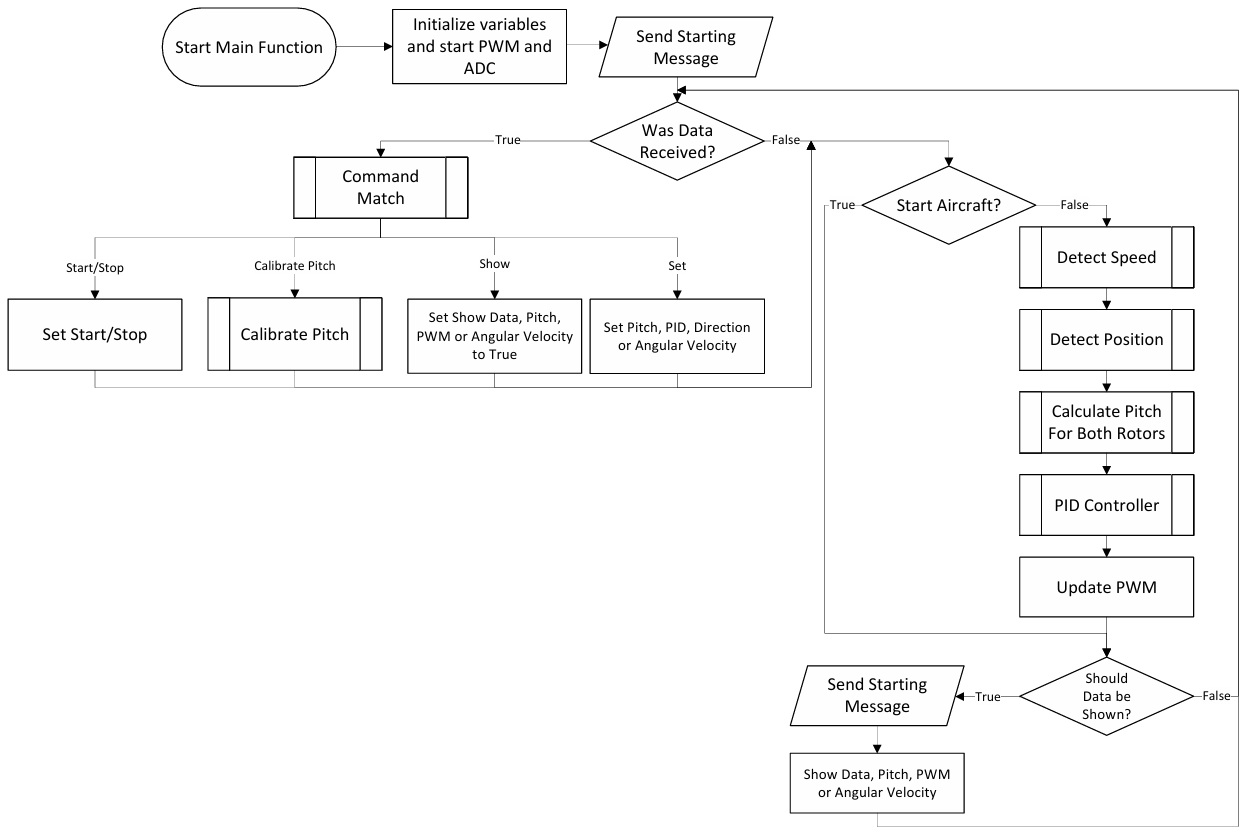 Start Main Function
Initialize variables
and start PWM and
ADC
Send Starting
Message
Was Data
Received?
True
False
Command
Match
Start Aircraft?
True
False
Start/Stop
Calibrate Pitch
Show
Set
Set Start/Stop
Calibrate Pitch
Set Show Data, Pitch,
PWM or Angular Velocity
to True
Set Pitch, PID, Direction
or Angular Velocity
Detect Speed
Detect Position
Calculate Pitch
For Both Rotors
PID Controller
Update PWM
Should
Data be
Shown?
True
False
Send Starting
Message
Show Data, Pitch, PWM
or Angular Velocity